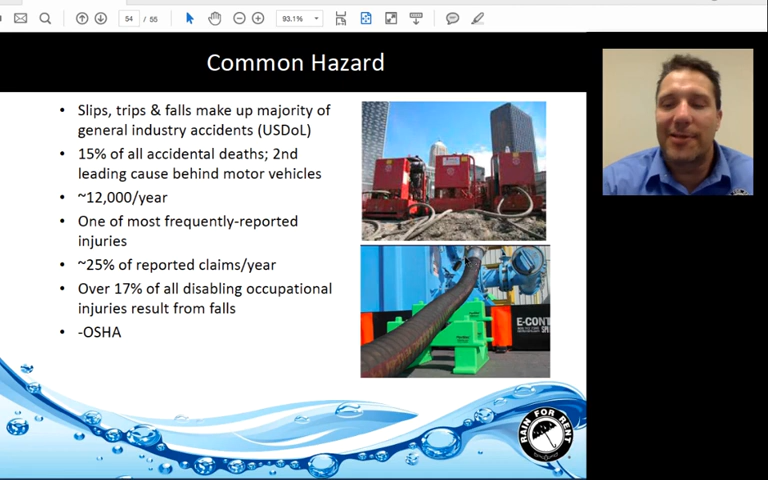 54 / 55
93.1%
Common Hazard
• Slips, trips & falls make up majority of
general industry accidents (USDoL)
• 15% of all accidental deaths; 2nd
leading cause behind motor vehicles
• ~12,000/year
• One of most frequently-reported
injuries
• ~25% of reported claims/year
• Over 17% of all disabling occupational
injuries result from falls
• -OSHA
E-CONT
RAIN FOR RENT